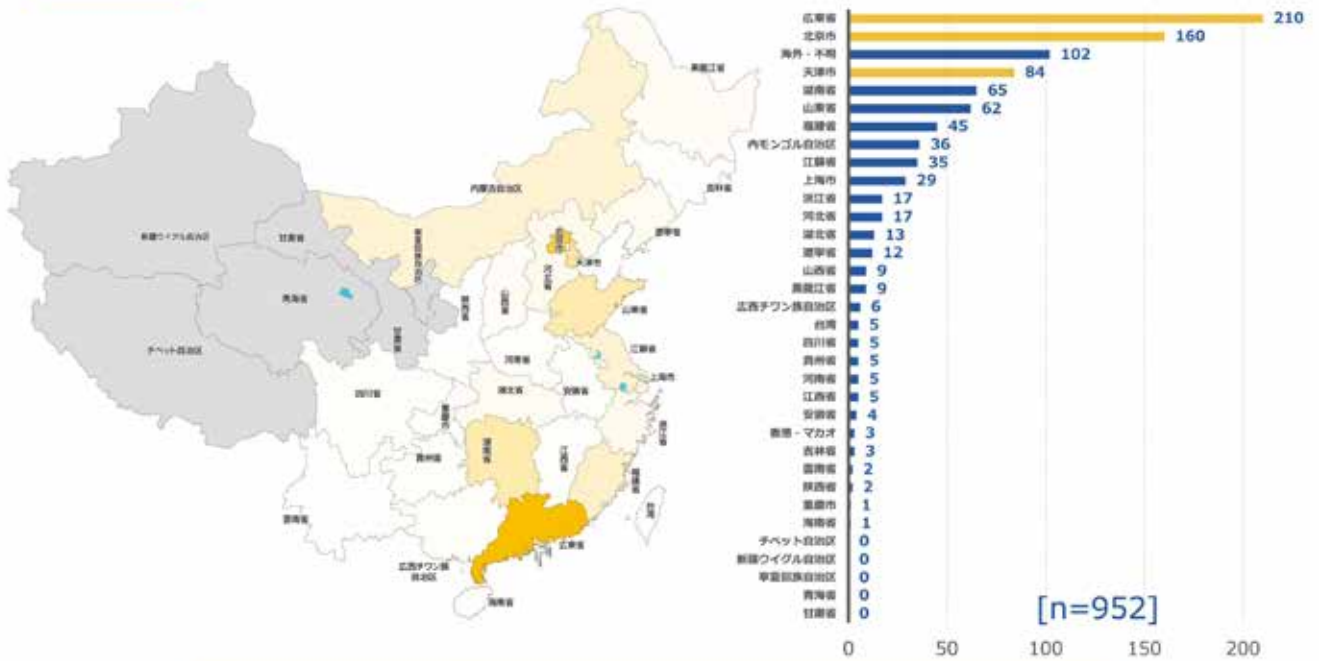 黒龍江省
内蒙古自治区
吉林省
新疆ウイグル自治区
甘粛省
寧夏回族自治区
北京市
遼寧省
天津市
河北省
青海省
山西省
陝西省
山東省
甘粛省
チベット自治区
河南省
江蘇省
上海市
四川省
湖北省
安徽省
重慶市
浙江省
湖南省
江西省
貴州省
福建省
雲南省
台湾
広東省
広西チワン族
自治区
海南省
広東省 210
北京市 160
海外・不明 102
天津市 84
湖南省 65
山東省 62
福建省 45
内モンゴル自治区 36
江蘇省 35
上海市 29
浙江省 17
河北省 17
湖北省 13
遼寧省 12
山西省 9
黒龍江省 9
広西チワン族自治区 6
台湾 5
四川省 5
貴州省 5
河南省 5
江西省 5
安徽省 4
香港・マカオ 3
吉林省 3
雲南省 2
陝西省 2
重慶市 1
海南省 1
チベット自治区 0
新疆ウイグル自治区 0
寧夏回族自治区 0
青海省 0
甘粛省 0
[n=952]
0 50 100 150 200